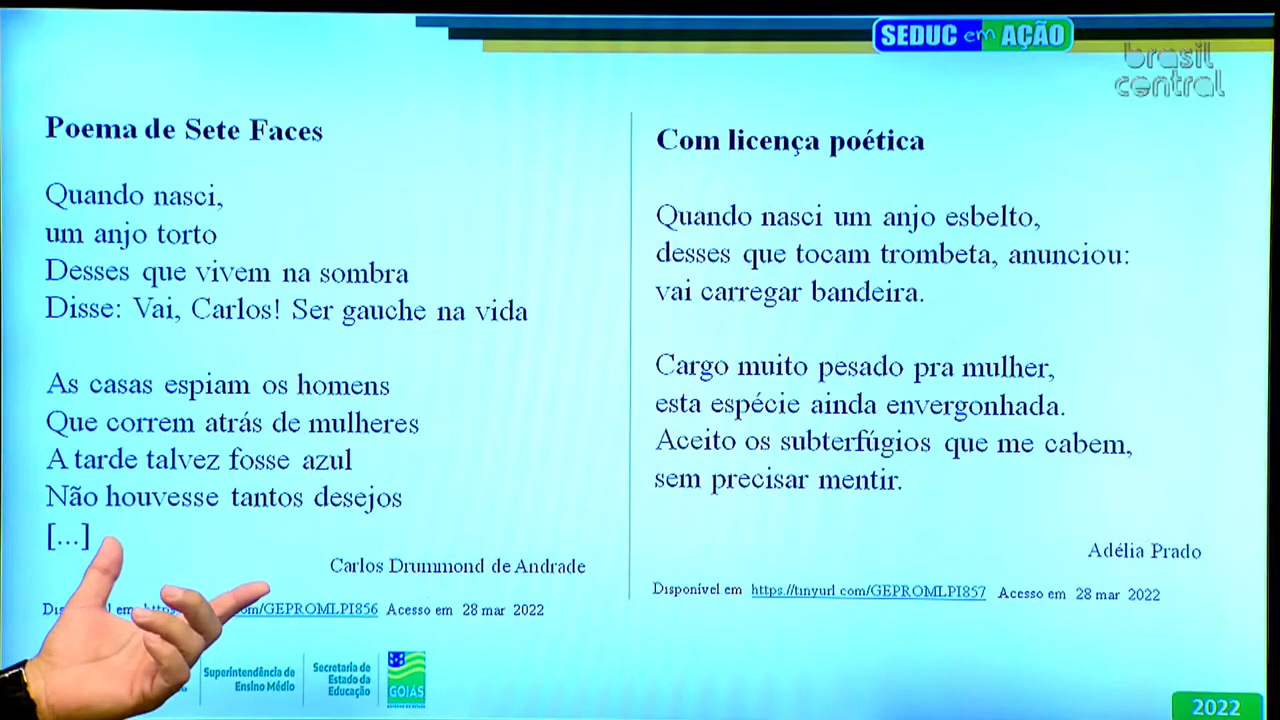 SEDUC em AÇÃO
brasil
central
Poema de Sete Faces
Quando nasci,
um anjo torto
Desses que vivem na sombra
Disse: Vai, Carlos! Ser gauche na vida
As casas espiam os homens
Que correm atrás de mulheres
A tarde talvez fosse azul
Não houvesse tantos desejos
[...]
Carlos Drummond de Andrade
om/GEPROMLPI856 Acesso em 28 mar 2022
Com licença poética
Quando nasci um anjo esbelto,
desses que tocam trombeta, anunciou:
vai carregar bandeira.
Cargo muito pesado pra mulher,
esta espécie ainda envergonhada.
Aceito os subterfúgios que me cabem,
sem precisar mentir.
Adélia Prado
Disponível em https://tinyurl com/GEPROMLPI857 Acesso em 28 mar 2022
Superintendência de
Ensino Médio
Secretaria de
Estado da
Educação
GOIÁS
2022